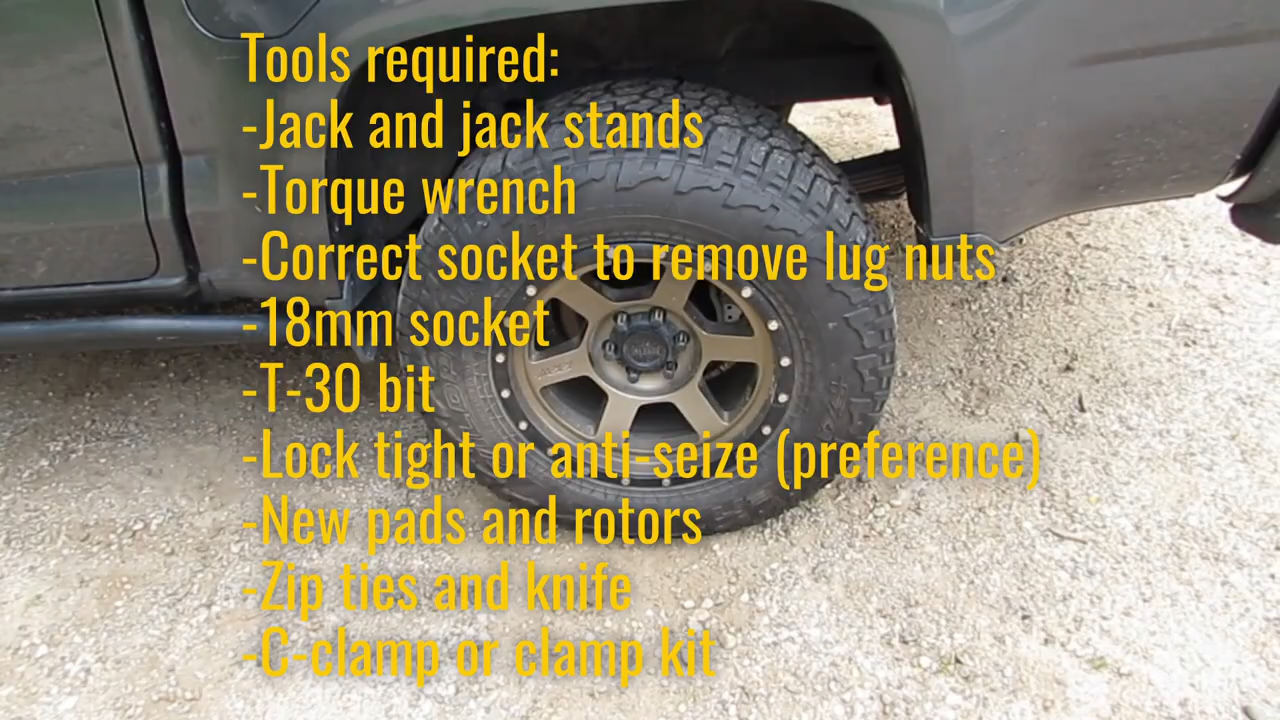 Tools required:
-Jack and jack stands
-Torque wrench
-Correct socket to remove lug nuts
-18mm socket
-T-30 bit
-Lock tight or anti-seize (preference)
-New pads and rotors
-Zip ties and knife
-C-clamp or clamp kit